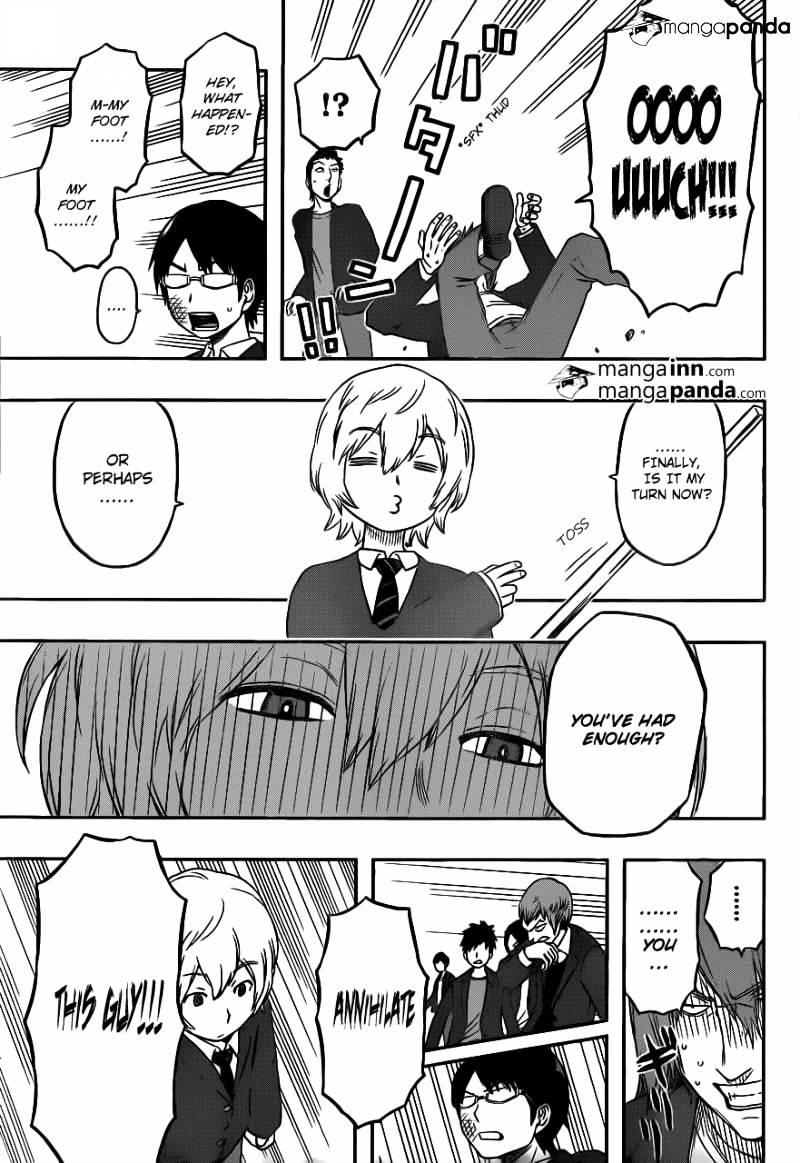 mangapanda
OOOO
UUUCH!!!
*SFX* THUD
バターン!!
!?
HEY,
WHAT
HAPPEN-
ED!?
M-MY
FOOT
......!
MY
FOOT
......!!
....
mangainn.com
mangapanda.com
......
FINALLY,
IS IT MY
TURN NOW?
TOSS
OR
PERHAPS
......
YOU'VE HAD
ENOUGH?
.....
......
......
YOU
...
ANNIHILATE
THIS GUY!!!